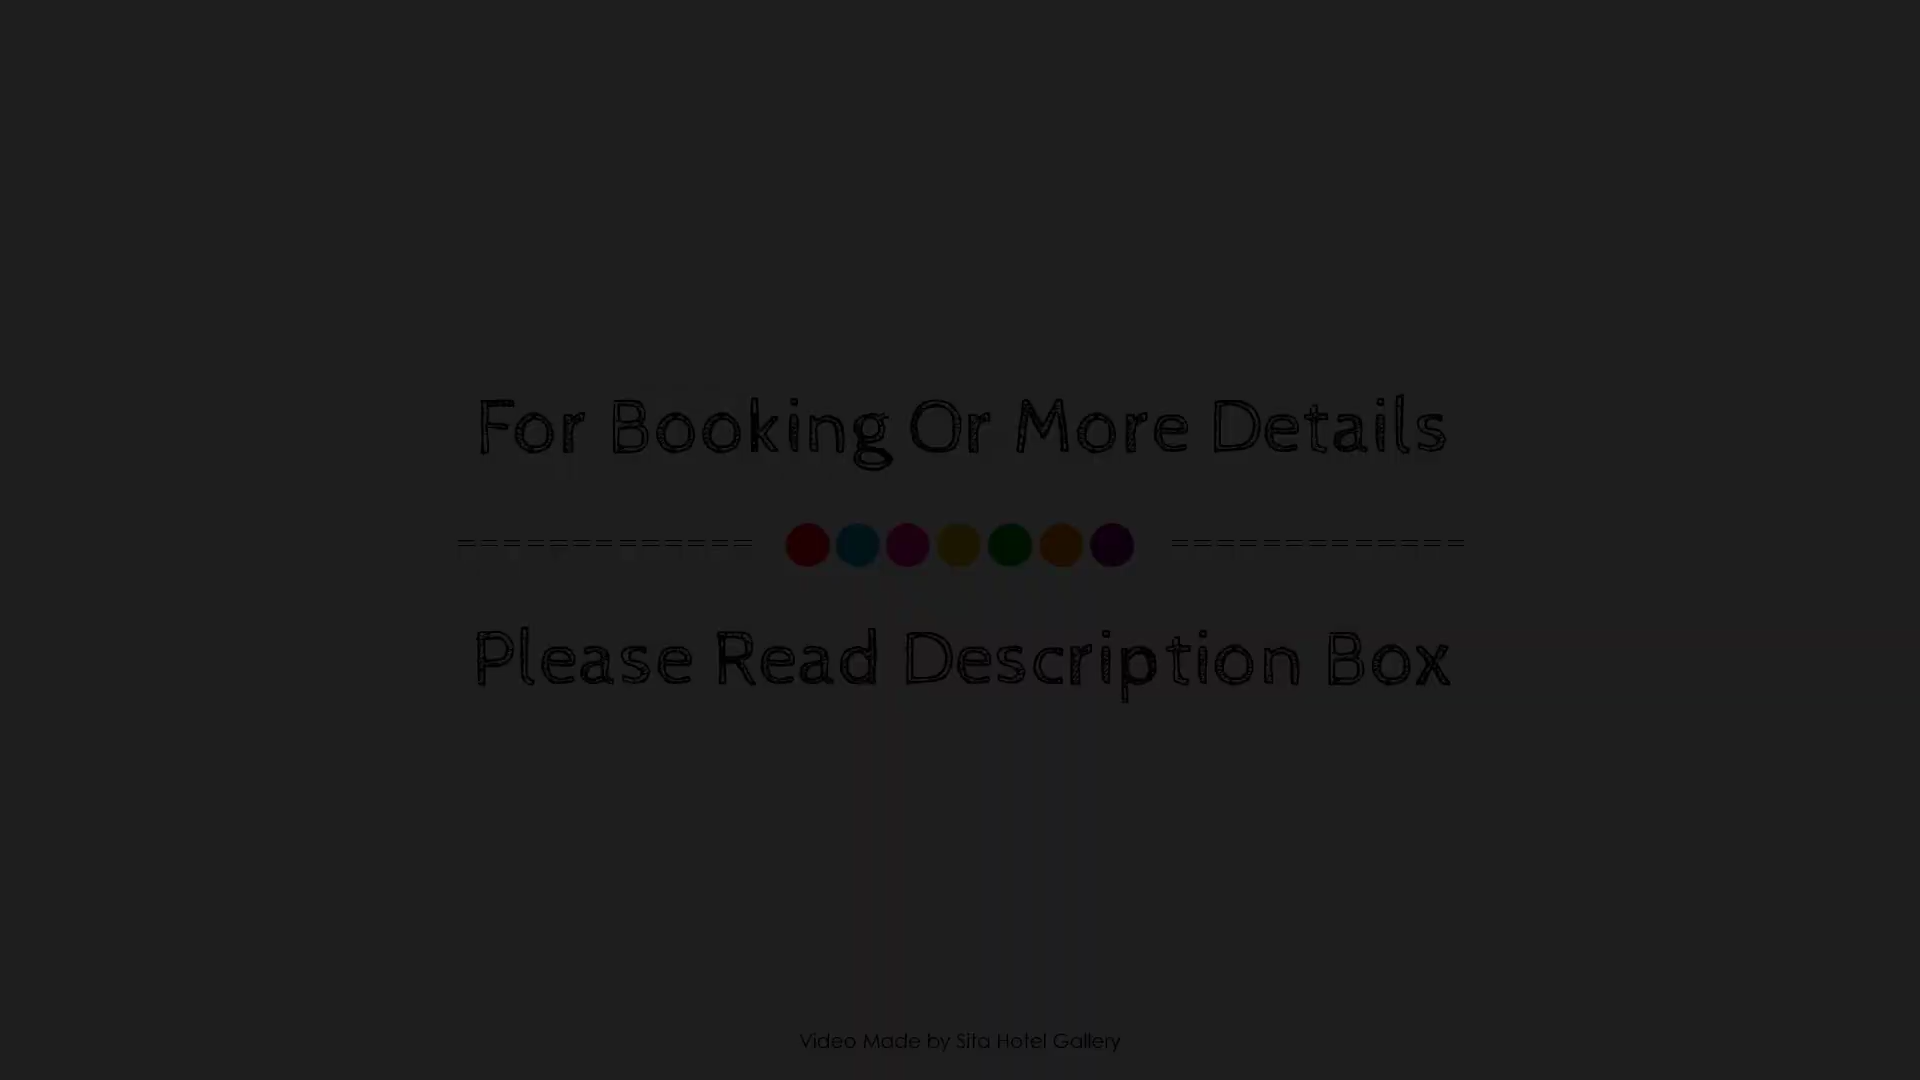 For Booking Or More Details
============= =============
Please Read Description Box
Video Made by Sita Hotel Gallery